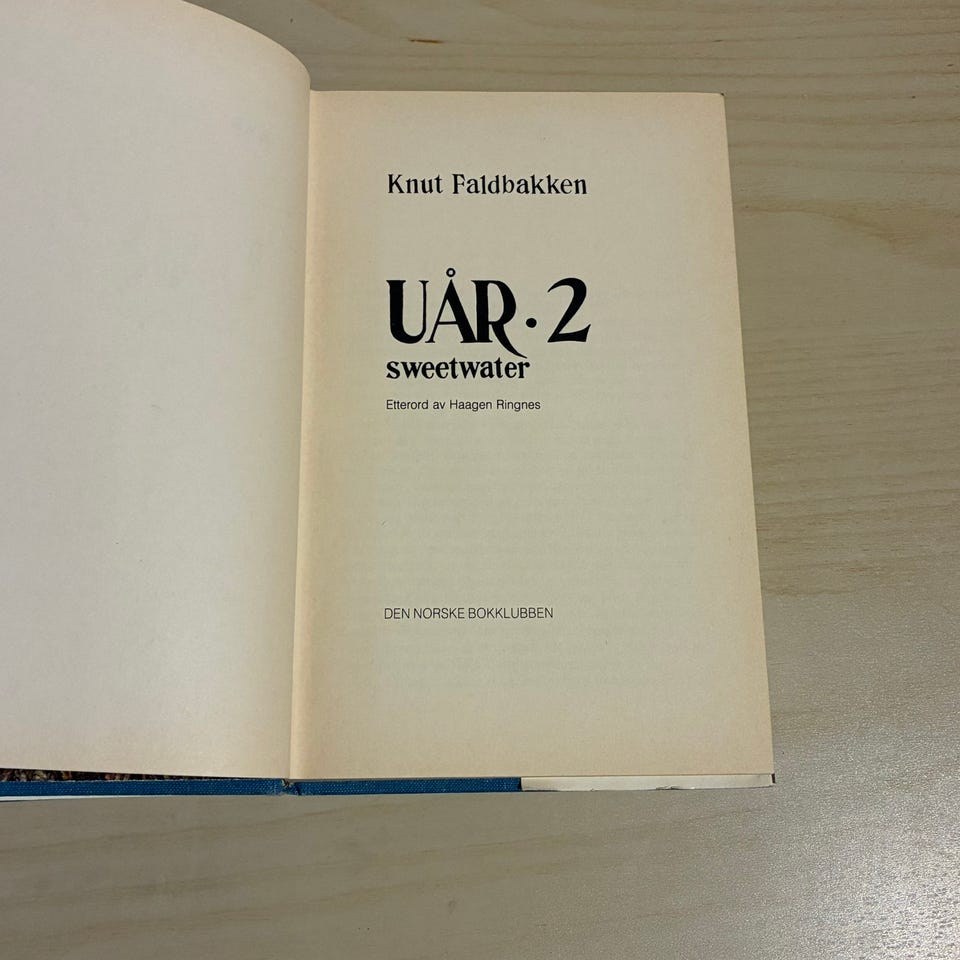 Knut Faldbakken
UÅR · 2
sweetwater
Etterord av Haagen Ringnes
DEN NORSKE BOKKLUBBEN